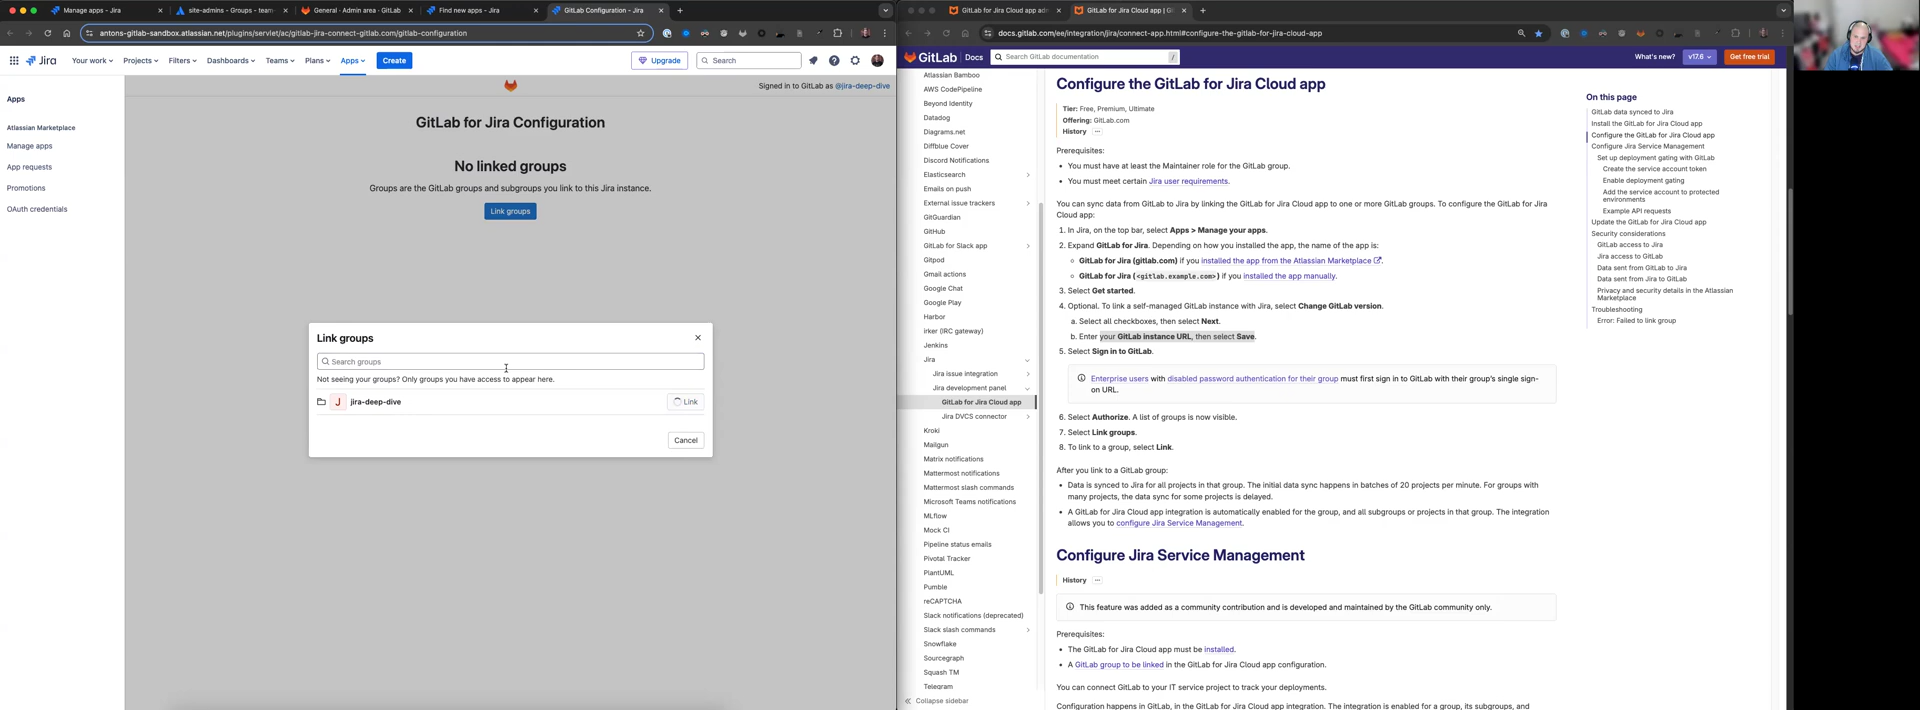 Manage apps - Jira
site-admins - Groups - team
General · Admin area · GitLab
Find new apps - Jira
GitLab Configuration - Jira
antons-gitlab-sandbox.atlassian.net/plugins/servlet/ac/gitlab-jira-connect-gitlab.com/gitlab-configuration
Jira
Your work
Projects
Filters
Dashboards
Teams
Plans
Apps
Create
Upgrade
Search
Apps
Atlassian Marketplace
Manage apps
App requests
Promotions
OAuth credentials
Signed in to GitLab as @jira-deep-dive
GitLab for Jira Configuration
No linked groups
Groups are the GitLab groups and subgroups you link to this Jira instance.
Link groups
Link groups
Search groups
Not seeing your groups? Only groups you have access to appear here.
J
jira-deep-dive
Link
Cancel
GitLab for Jira Cloud app adm
GitLab for Jira Cloud app | G
docs.gitlab.com/ee/integration/jira/connect-app.html#configure-the-gitlab-for-jira-cloud-app
GitLab
Docs
Search GitLab documentation
/
What's new?
v17.6
Get free trial
Atlassian Bamboo
AWS CodePipeline
Beyond Identity
Datadog
Diagrams.net
Diffblue Cover
Discord Notifications
Elasticsearch
Emails on push
External issue trackers
GitGuardian
GitHub
GitLab for Slack app
Gitpod
Gmail actions
Google Chat
Google Play
Harbor
irker (IRC gateway)
Jenkins
Jira
Jira issue integration
Jira development panel
GitLab for Jira Cloud app
Jira DVCS connector
Kroki
Mailgun
Matrix notifications
Mattermost notifications
Mattermost slash commands
Microsoft Teams notifications
MLflow
Mock CI
Pipeline status emails
Pivotal Tracker
PlantUML
Pumble
reCAPTCHA
Slack notifications (deprecated)
Slack slash commands
Snowflake
Sourcegraph
Squash TM
Telegram
Collapse sidebar
Configure the GitLab for Jira Cloud app
Tier: Free, Premium, Ultimate
Offering: GitLab.com
History
Prerequisites:
• You must have at least the Maintainer role for the GitLab group.
• You must meet certain Jira user requirements.
You can sync data from GitLab to Jira by linking the GitLab for Jira Cloud app to one or more GitLab groups. To configure the GitLab for Jira
Cloud app:
1. In Jira, on the top bar, select Apps > Manage your apps.
2. Expand GitLab for Jira. Depending on how you installed the app, the name of the app is:
GitLab for Jira (gitlab.com) if you installed the app from the Atlassian Marketplace.
GitLab for Jira (<gitlab.example.com>) if you installed the app manually.
3. Select Get started.
4. Optional. To link a self-managed GitLab instance with Jira, select Change GitLab version.
a. Select all checkboxes, then select Next.
b. Enter your GitLab instance URL, then select Save.
5. Select Sign in to GitLab.
Enterprise users with disabled password authentication for their group must first sign in to GitLab with their group's single sign-
on URL.
6. Select Authorize. A list of groups is now visible.
7. Select Link groups.
8. To link to a group, select Link.
After you link to a GitLab group:
• Data is synced to Jira for all projects in that group. The initial data sync happens in batches of 20 projects per minute. For groups with
many projects, the data sync for some projects is delayed.
• A GitLab for Jira Cloud app integration is automatically enabled for the group, and all subgroups or projects in that group. The integration
allows you to configure Jira Service Management.
Configure Jira Service Management
History
This feature was added as a community contribution and is developed and maintained by the GitLab community only.
Prerequisites:
• The GitLab for Jira Cloud app must be installed.
• A GitLab group to be linked in the GitLab for Jira Cloud app configuration.
You can connect GitLab to your IT service project to track your deployments.
Configuration happens in GitLab, in the GitLab for Jira Cloud app integration. The integration is enabled for a group, its subgroups, and
On this page
GitLab data synced to Jira
Install the GitLab for Jira Cloud app
Configure the GitLab for Jira Cloud app
Configure Jira Service Management
Set up deployment gating with GitLab
Create the service account token
Enable deployment gating
Add the service account to protected
environments
Example API requests
Update the GitLab for Jira Cloud app
Security considerations
GitLab access to Jira
Jira access to GitLab
Data sent from GitLab to Jira
Data sent from Jira to GitLab
Privacy and security details in the Atlassian
Marketplace
Troubleshooting
Error: Failed to link group